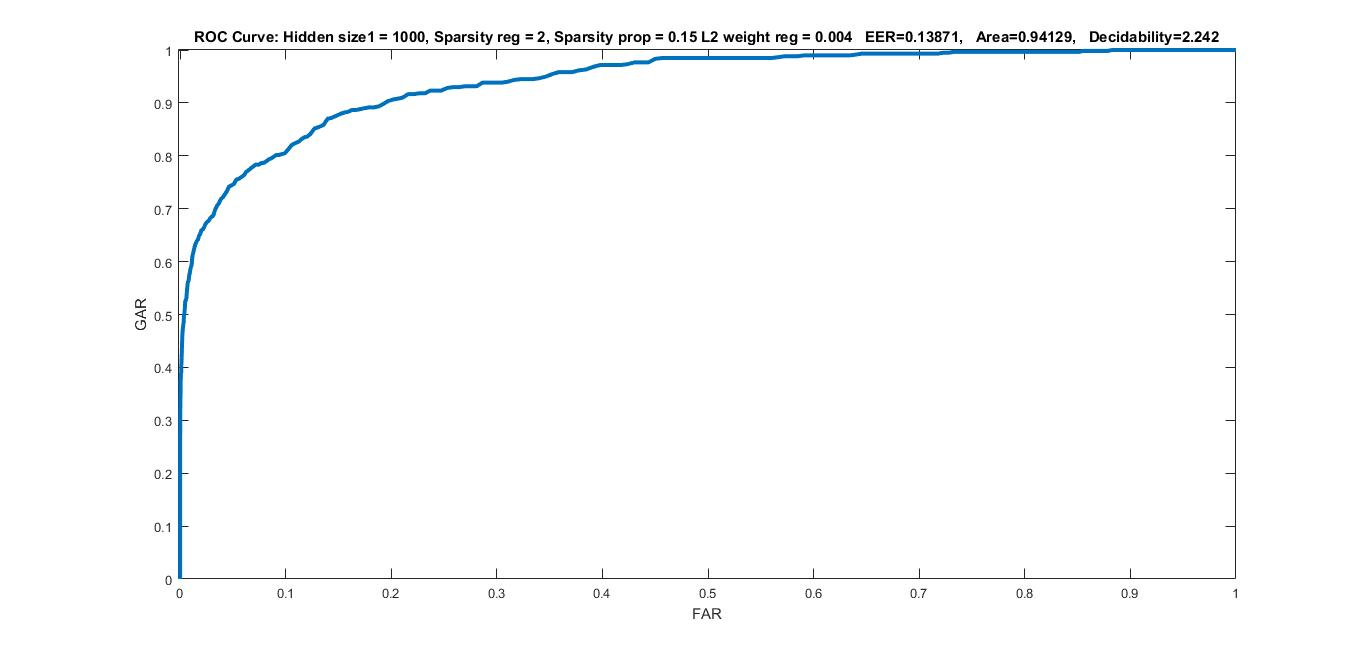 ROC Curve: Hidden size1 = 1000, Sparsity reg = 2, Sparsity prop = 0.15 L2 weight reg = 0.004 EER=0.13871, Area=0.94129, Decidability=2.242
1
0.9
0.8
0.7
0.6
0.5
0.4
0.3
0.2
0.1
0
GAR
0 0.1 0.2 0.3 0.4 0.5 0.6 0.7 0.8 0.9 1
FAR